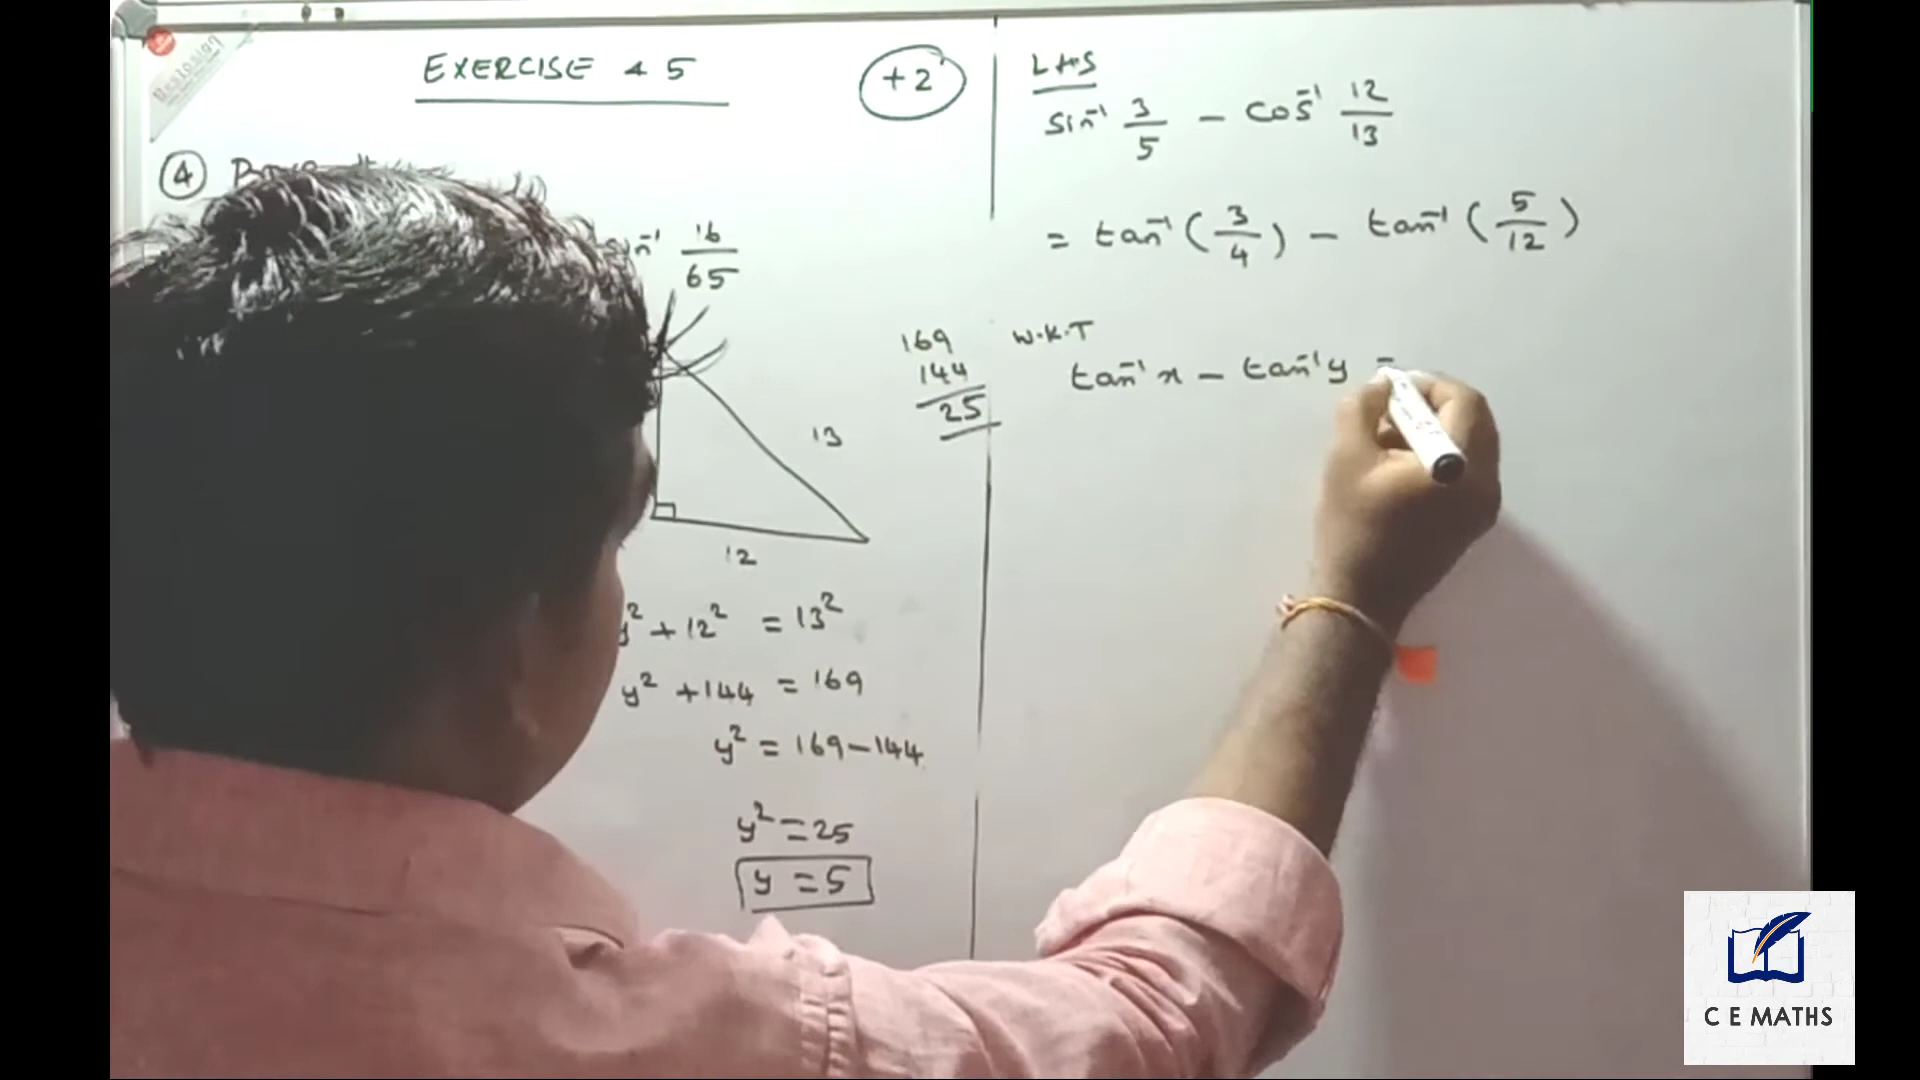 EXERCISE 4 5
+2
4
sin⁻¹ 16/65
13
12
169
144
25
y² + 12² = 13²
y² + 144 = 169
y² = 169 – 144
y² = 25
y = 5
LHS
sin⁻¹ 3/5 – cos⁻¹ 12/13
= tan⁻¹ (3/4) – tan⁻¹ (5/12)
W.K.T
tan⁻¹ x – tan⁻¹ y =
C E MATHS